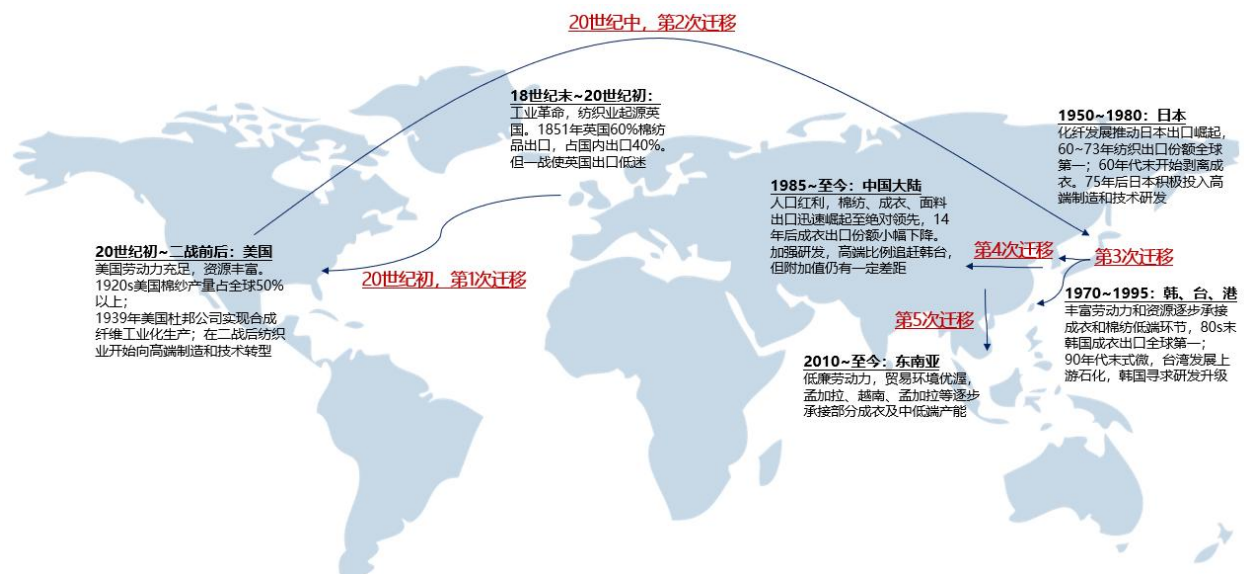 20世纪中，第2次迁移
18世纪末~20世纪初：
工业革命，纺织业起源英
国。1851年英国60%棉纺
品出口，占国内出口40%。
但一战使英国出口低迷
1950~1980：日本
化纤发展推动日本出口崛起，
60~73年纺织出口份额全球
第一；60年代末开始剥离成
衣。75年后日本积极投入高
端制造和技术研发
1985~至今：中国大陆
人口红利，棉纺、成衣、面料
出口迅速崛起至绝对领先，14
年后成衣出口份额小幅下降。
加强研发，高端比例追赶韩台，
但附加值仍有一定差距
20世纪初~二战前后：美国
美国劳动力充足，资源丰富。
1920s美国棉纱产量占全球50%
以上；
1939年美国杜邦公司实现合成
纤维工业化生产；在二战后纺织
业开始向高端制造和技术转型
20世纪初，第1次迁移
第4次迁移
第3次迁移
1970~1995：韩、台、港
丰富劳动力和资源逐步承接
成衣和棉纺低端环节，80s末
韩国成衣出口全球第一；
90年代末式微，台湾发展上
游石化，韩国寻求研发升级
第5次迁移
2010~至今：东南亚
低廉劳动力，贸易环境优渥，
孟加拉、越南、孟加拉等逐步
承接部分成衣及中低端产能